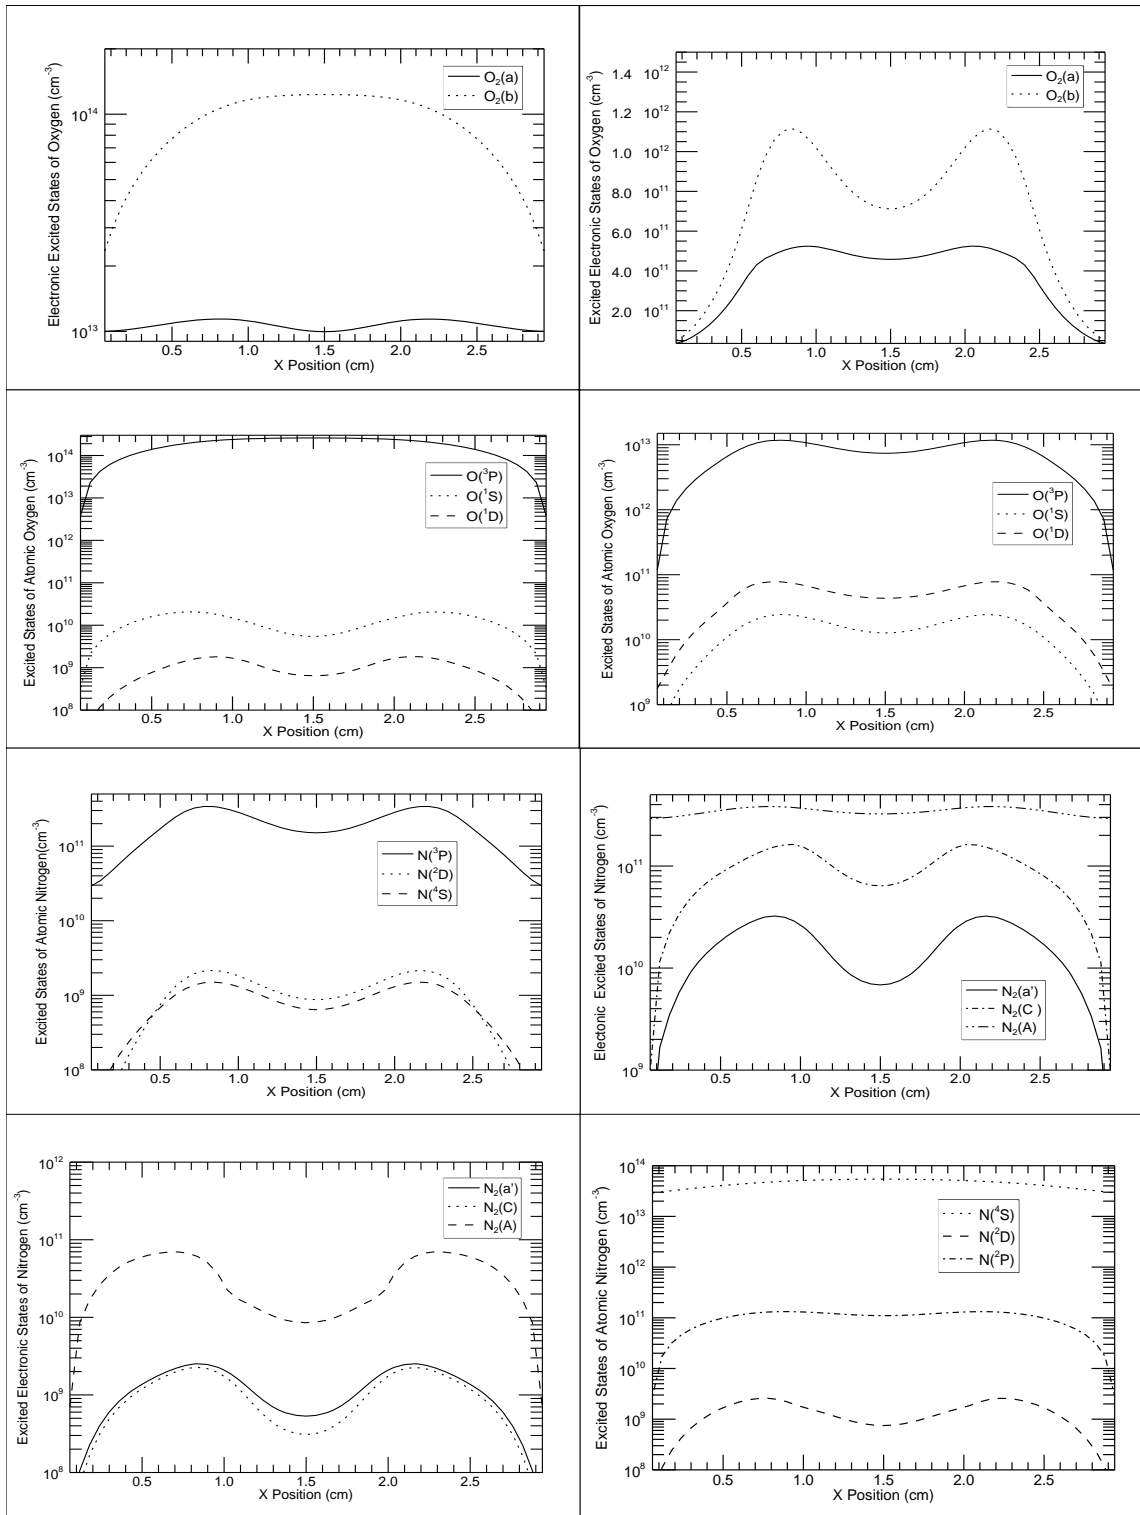 Electronic Excited States of Oxygen (cm⁻³)
10¹⁴
10¹³
O₂(a)
O₂(b)
0.5 1.0 1.5 2.0 2.5
X Position (cm)
Excited Electronic States of Oxygen (cm⁻³)
1.4 10¹²
1.2 10¹²
1.0 10¹²
8.0 10¹¹
6.0 10¹¹
4.0 10¹¹
2.0 10¹¹
O₂(a)
O₂(b)
0.5 1.0 1.5 2.0 2.5
X Position (cm)
Excited States of Atomic Oxygen (cm⁻³)
10¹⁴
10¹³
10¹²
10¹¹
10¹⁰
10⁹
10⁸
O(³P)
O(¹S)
O(¹D)
0.5 1.0 1.5 2.0 2.5
X Position (cm)
Excited States of Atomic Oxygen (cm⁻³)
10¹³
10¹²
10¹¹
10¹⁰
10⁹
O(³P)
O(¹S)
O(¹D)
0.5 1.0 1.5 2.0 2.5
X Position (cm)
Excited States of Atomic Nitrogen(cm⁻³)
10¹¹
10¹⁰
10⁹
10⁸
N(³P)
N(²D)
N(⁴S)
0.5 1.0 1.5 2.0 2.5
X Position (cm)
Electonic Excited States of Nitrogen (cm⁻³)
10¹¹
10¹⁰
10⁹
N₂(a')
N₂(C )
N₂(A)
0.5 1.0 1.5 2.0 2.5
X Position (cm)
Excited Electronic States of Nitrogen (cm⁻³)
10¹²
10¹¹
10¹⁰
10⁹
10⁸
N₂(a')
N₂(C)
N₂(A)
0.5 1.0 1.5 2.0 2.5
X Position (cm)
Excited States of Atomic Nitrogen (cm⁻³)
10¹⁴
10¹³
10¹²
10¹¹
10¹⁰
10⁹
10⁸
N(⁴S)
N(²D)
N(²P)
0.5 1.0 1.5 2.0 2.5
X Position (cm)